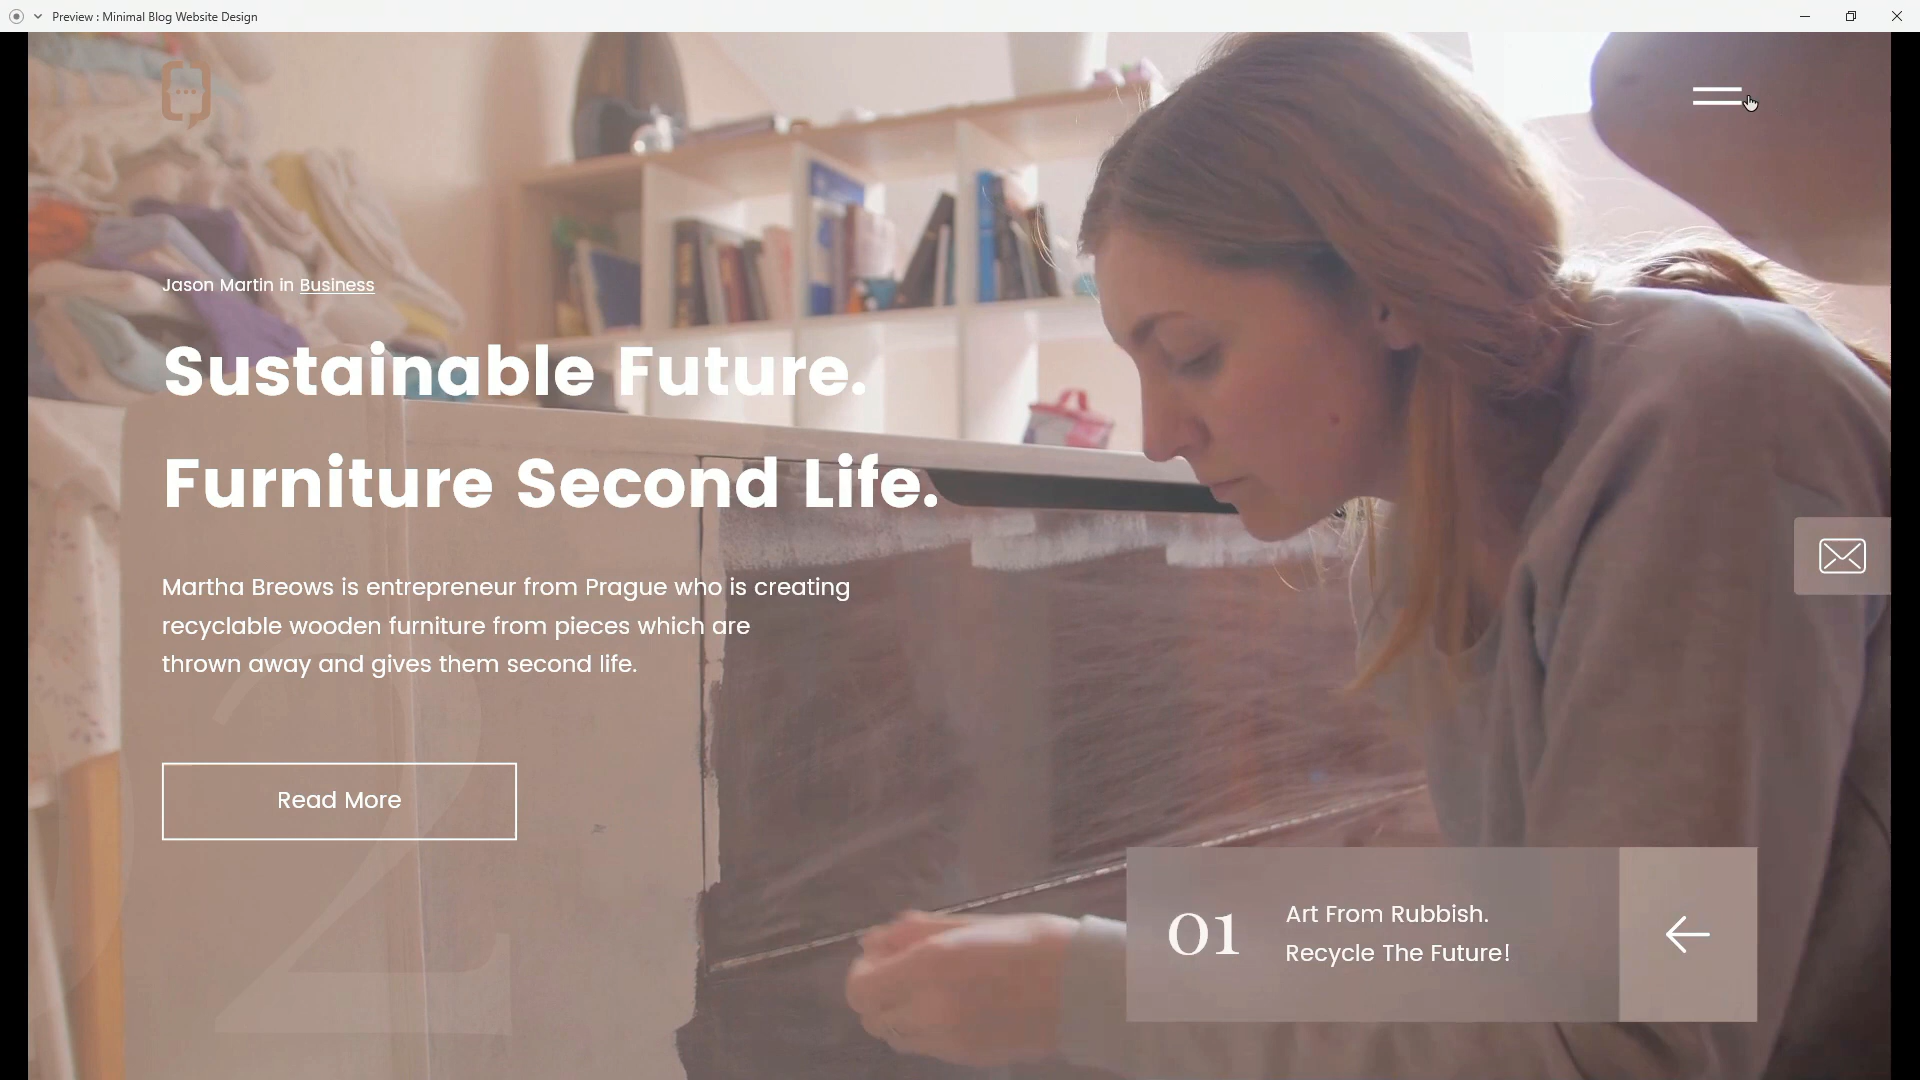 Preview : Minimal Blog Website Design
Jason Martin in Business
Sustainable Future.
Furniture Second Life.
Martha Breows is entrepreneur from Prague who is creating
recyclable wooden furniture from pieces which are
thrown away and gives them second life.
02
Read More
01
Art From Rubbish.
Recycle The Future!